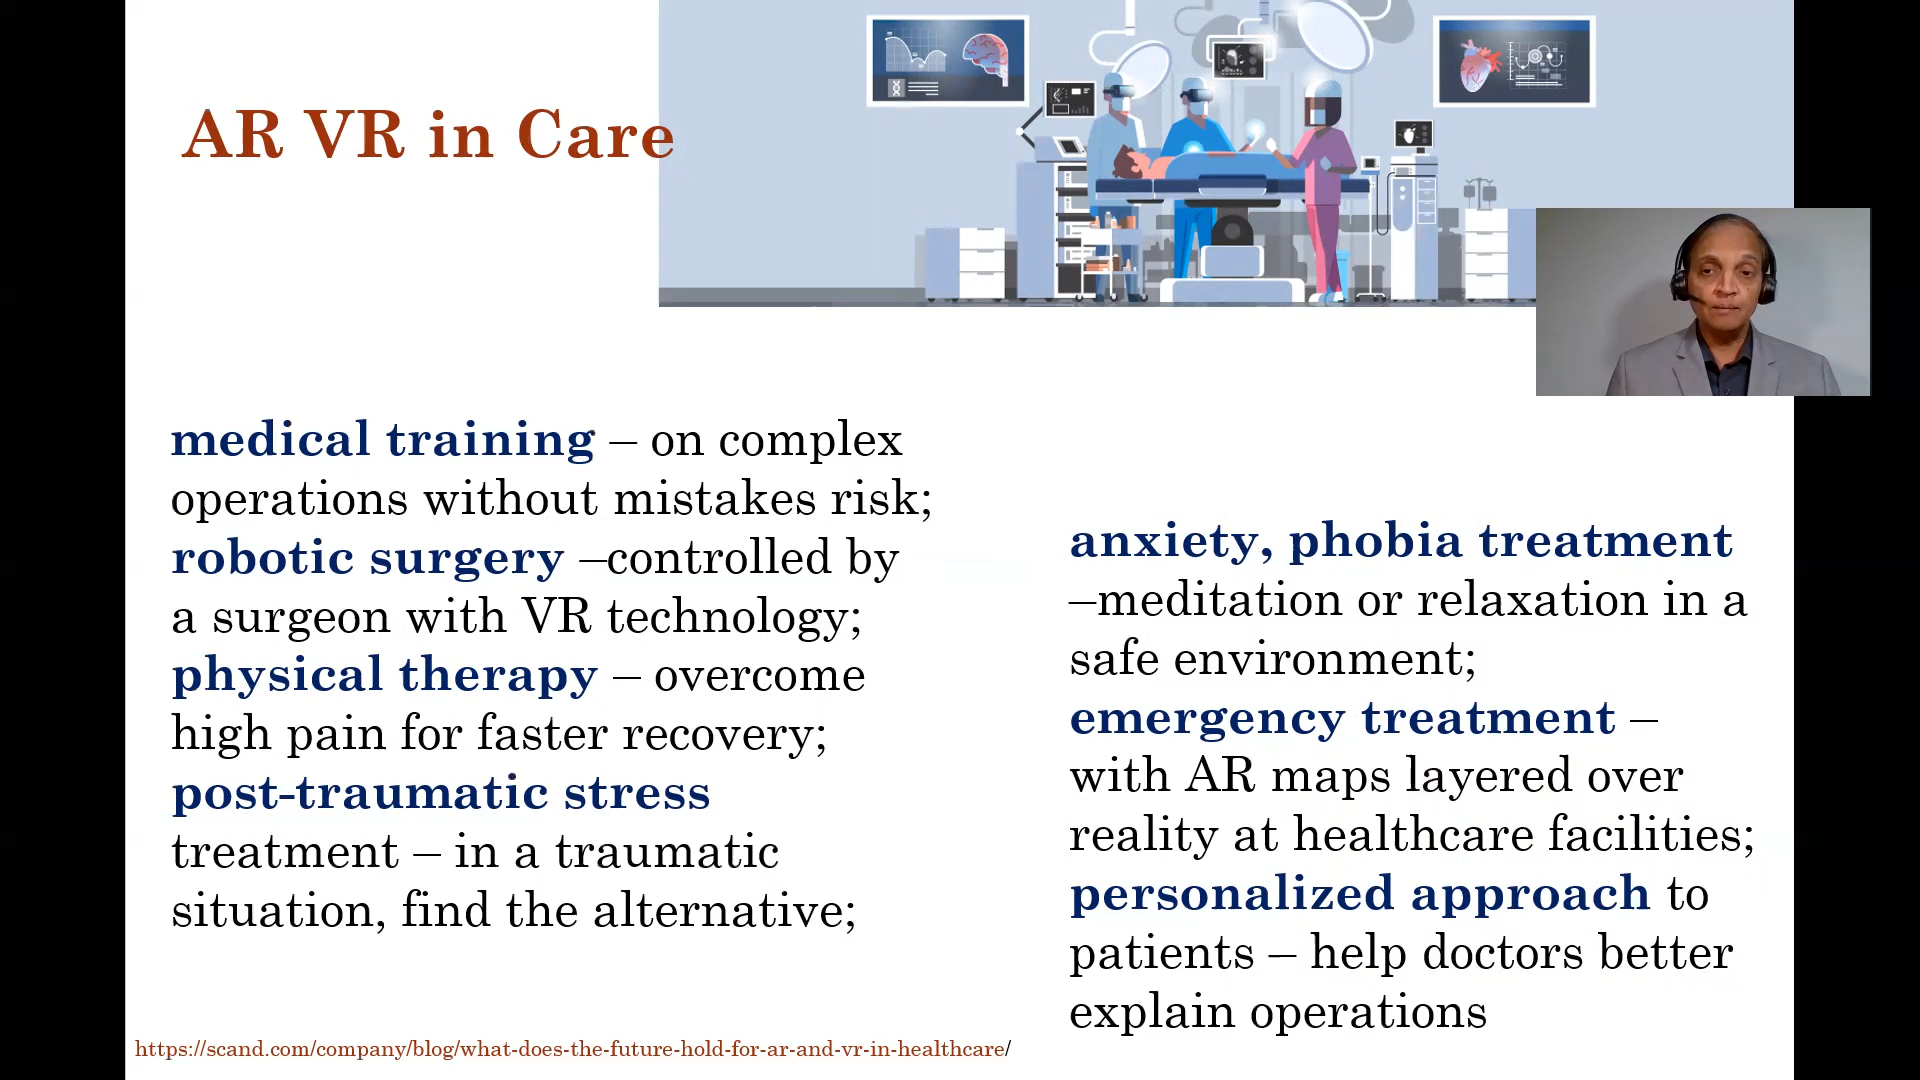 AR VR in Care
medical training – on complex
operations without mistakes risk;
robotic surgery –controlled by
a surgeon with VR technology;
physical therapy – overcome
high pain for faster recovery;
post-traumatic stress
treatment – in a traumatic
situation, find the alternative;
anxiety, phobia treatment
–meditation or relaxation in a
safe environment;
emergency treatment –
with AR maps layered over
reality at healthcare facilities;
personalized approach to
patients – help doctors better
explain operations
https://scand.com/company/blog/what-does-the-future-hold-for-ar-and-vr-in-healthcare/